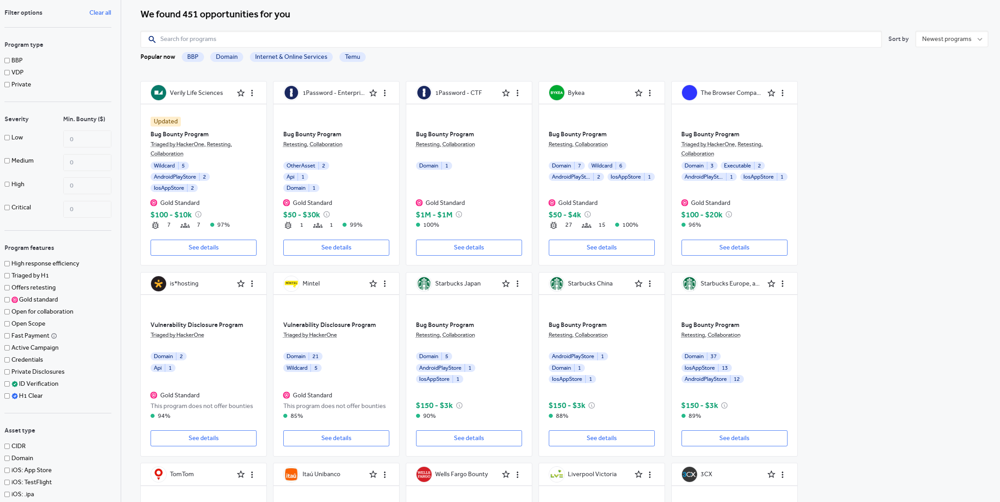 Filter options
Clear all
Program type
BBP
VDP
Private
Severity
Min. Bounty ($)
Low
0
Medium
0
High
0
Critical
0
Program features
High response efficiency
Triaged by H1
Offers retesting
Gold standard
Open for collaboration
Open Scope
Fast Payment
Active Campaign
Credentials
Private Disclosures
ID Verification
H1 Clear
Asset type
CIDR
Domain
iOS: App Store
iOS: TestFlight
iOS: .ipa
We found 451 opportunities for you
Search for programs
Sort by
Newest programs
Popular now
BBP
Domain
Internet & Online Services
Temu
Verily Life Sciences
Updated
Bug Bounty Program
Triaged by HackerOne, Retesting,
Collaboration
Wildcard 5
AndroidPlayStore 2
IosAppStore 2
Gold Standard
$100 - $10k
7 7 97%
See details
1Password - Enterpri...
Bug Bounty Program
Retesting, Collaboration
OtherAsset 2
Api 1
Domain 1
Gold Standard
$50 - $30k
1 1 99%
See details
1Password - CTF
Bug Bounty Program
Retesting, Collaboration
Domain 1
Gold Standard
$1M - $1M
100%
See details
BYKEA
Bykea
Bug Bounty Program
Retesting, Collaboration
Domain 7 Wildcard 6
AndroidPlaySt... 2 IosAppStore 1
Gold Standard
$50 - $4k
27 15 100%
See details
The Browser Compa...
Bug Bounty Program
Triaged by HackerOne, Retesting,
Collaboration
Domain 3 Executable 2
AndroidPlaySt... 1 IosAppStore 1
Gold Standard
$100 - $20k
96%
See details
is*hosting
Vulnerability Disclosure Program
Triaged by HackerOne
Domain 2
Api 1
Gold Standard
This program does not offer bounties
94%
See details
MINTEL
Mintel
Vulnerability Disclosure Program
Triaged by HackerOne
Domain 21
Wildcard 5
Gold Standard
This program does not offer bounties
85%
See details
Starbucks Japan
Bug Bounty Program
Retesting, Collaboration
Domain 5
AndroidPlayStore 1
IosAppStore 1
$150 - $3k
90%
See details
Starbucks China
Bug Bounty Program
Retesting, Collaboration
AndroidPlayStore 1
Domain 1
IosAppStore 1
$150 - $3k
88%
See details
Starbucks Europe, a...
Bug Bounty Program
Retesting, Collaboration
Domain 37
IosAppStore 13
AndroidPlayStore 12
$150 - $3k
89%
See details
TomTom
itaú
Itaú Unibanco
WELLS
FARGO
Wells Fargo Bounty
LV=
Liverpool Victoria
3CX
3CX